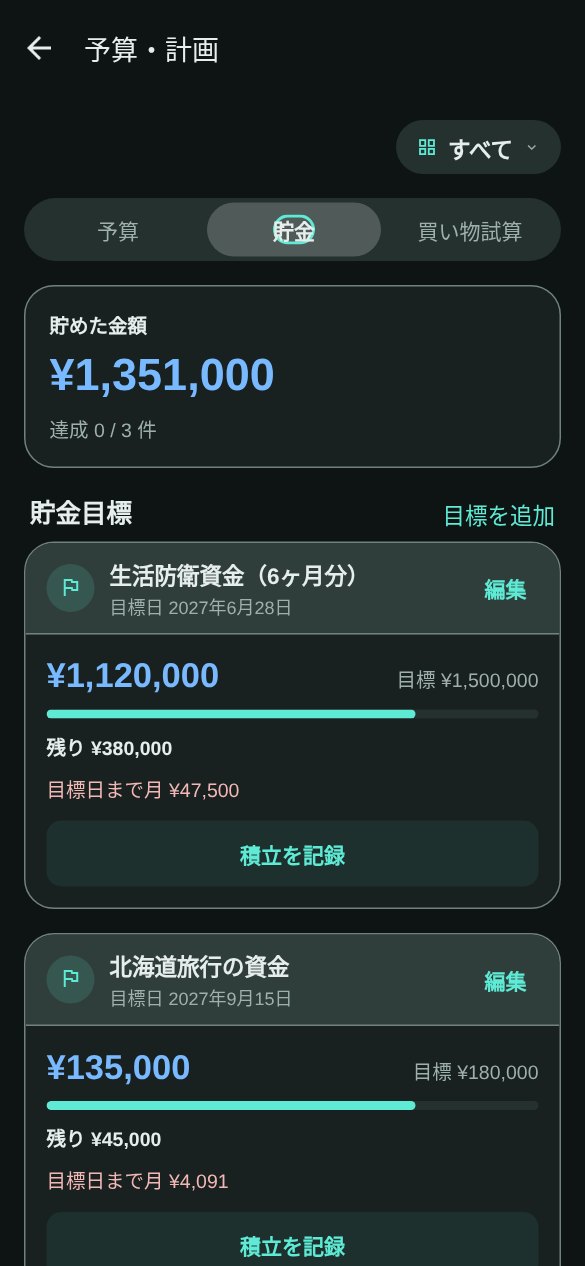 予算・計画
すべて
予算
貯金
買い物試算
貯めた金額
¥1,351,000
達成 0 / 3 件
貯金目標
目標を追加
生活防衛資金（6ヶ月分）
目標日 2027年6月28日
編集
¥1,120,000
目標 ¥1,500,000
残り ¥380,000
目標日まで月 ¥47,500
積立を記録
北海道旅行の資金
目標日 2027年9月15日
編集
¥135,000
目標 ¥180,000
残り ¥45,000
目標日まで月 ¥4,091
積立を記録